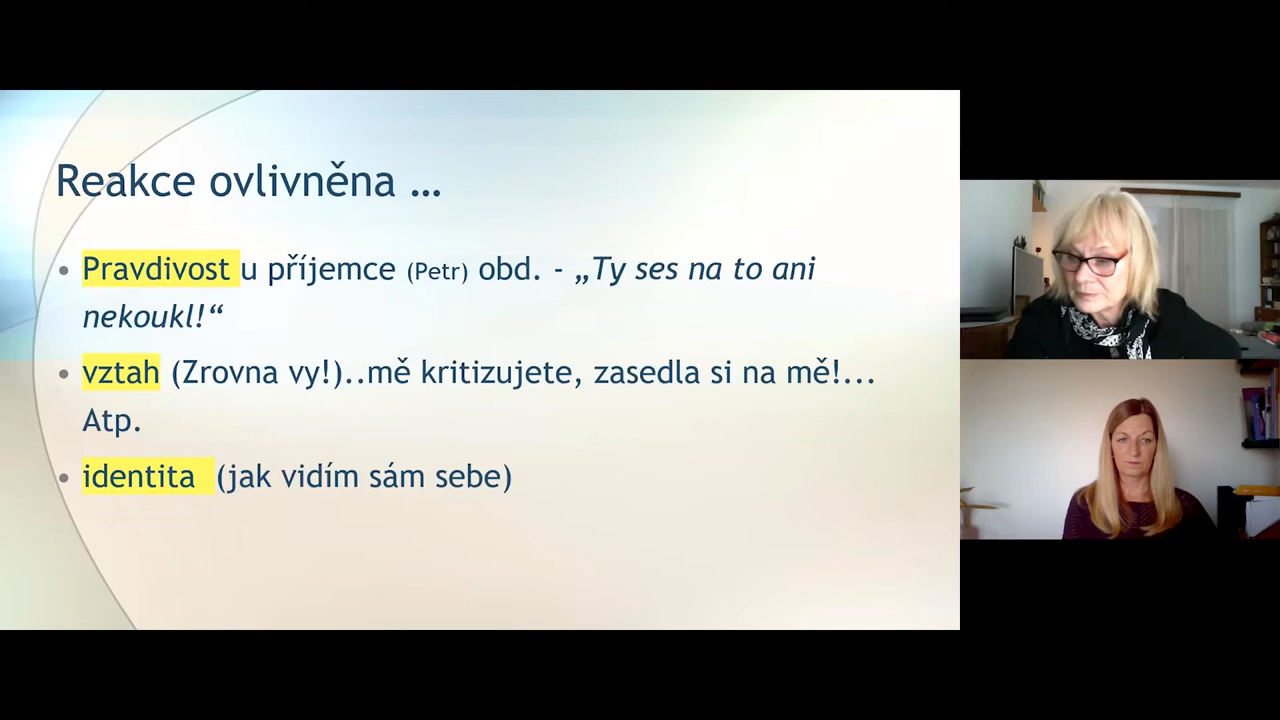 Reakce ovlivněna …
• Pravdivost u příjemce (Petr) obd. - „Ty ses na to ani
nekoukl!“
• vztah (Zrovna vy!)..mě kritizujete, zasedla si na mě!...
Atp.
• identita (jak vidím sám sebe)